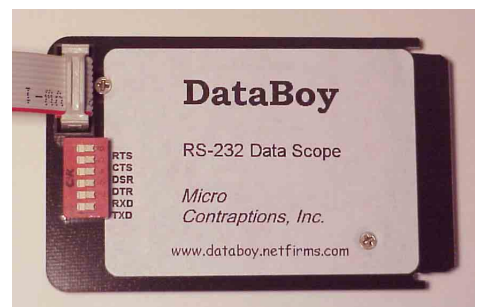 DataBoy
RS-232 Data Scope
Micro
Contraptions, Inc.
www.databoy.netfirms.com
RTS
CTS
DSR
DTR
RXD
TXD